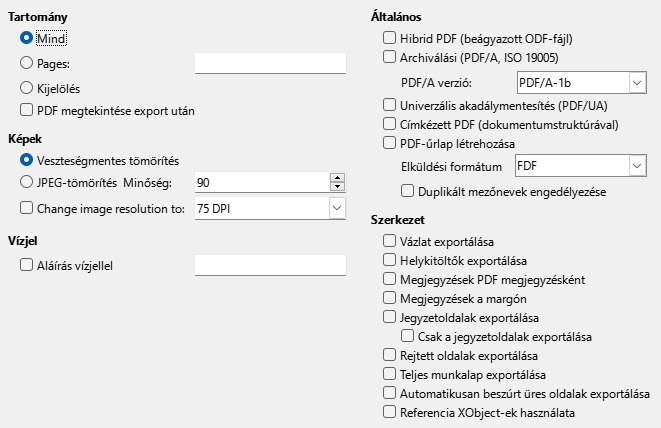 Tartomány
Mind
Pages:
Kijelölés
PDF megtekintése export után
Képek
Veszteségmentes tömörítés
JPEG-tömörítés Minőség: 90
Change image resolution to: 75 DPI
Vízjel
Aláírás vízjellel
Általános
Hibrid PDF (beágyazott ODF-fájl)
Archiválási (PDF/A, ISO 19005)
PDF/A verzió: PDF/A-1b
Univerzális akadálymentesítés (PDF/UA)
Címkézett PDF (dokumentumstruktúrával)
PDF-űrlap létrehozása
Elküldési formátum FDF
Duplikált mezőnevek engedélyezése
Szerkezet
Vázlat exportálása
Helykitöltők exportálása
Megjegyzések PDF megjegyzésként
Megjegyzések a margón
Jegyzetoldalak exportálása
Csak a jegyzetoldalak exportálása
Rejtett oldalak exportálása
Teljes munkalap exportálása
Automatikusan beszúrt üres oldalak exportálása
Referencia XObject-ek használata